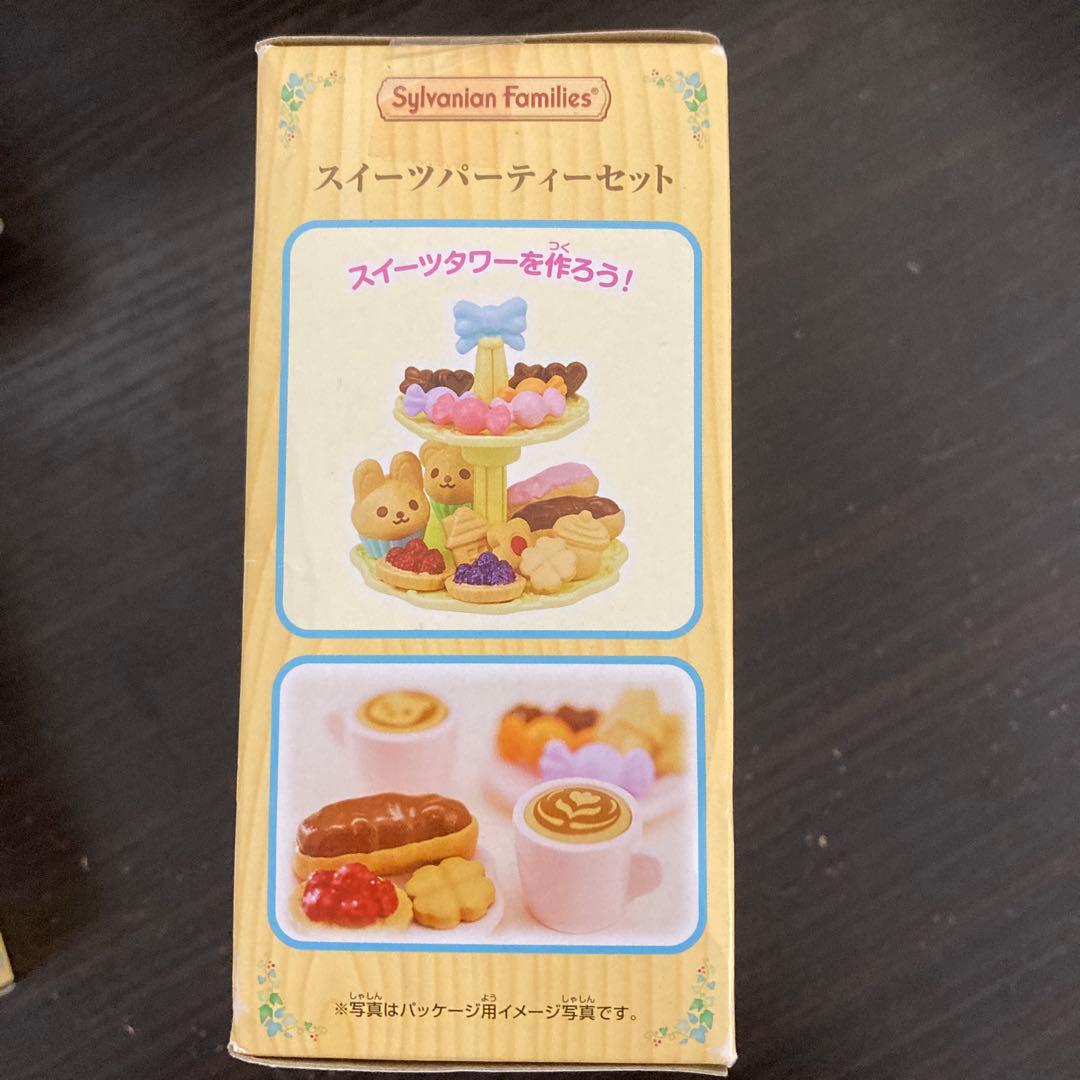 Sylvanian Families®
スイーツパーティーセット
スイーツタワーを作ろう!
つく
※写真はパッケージ用イメージ写真です。
しゃしん よう しゃしん